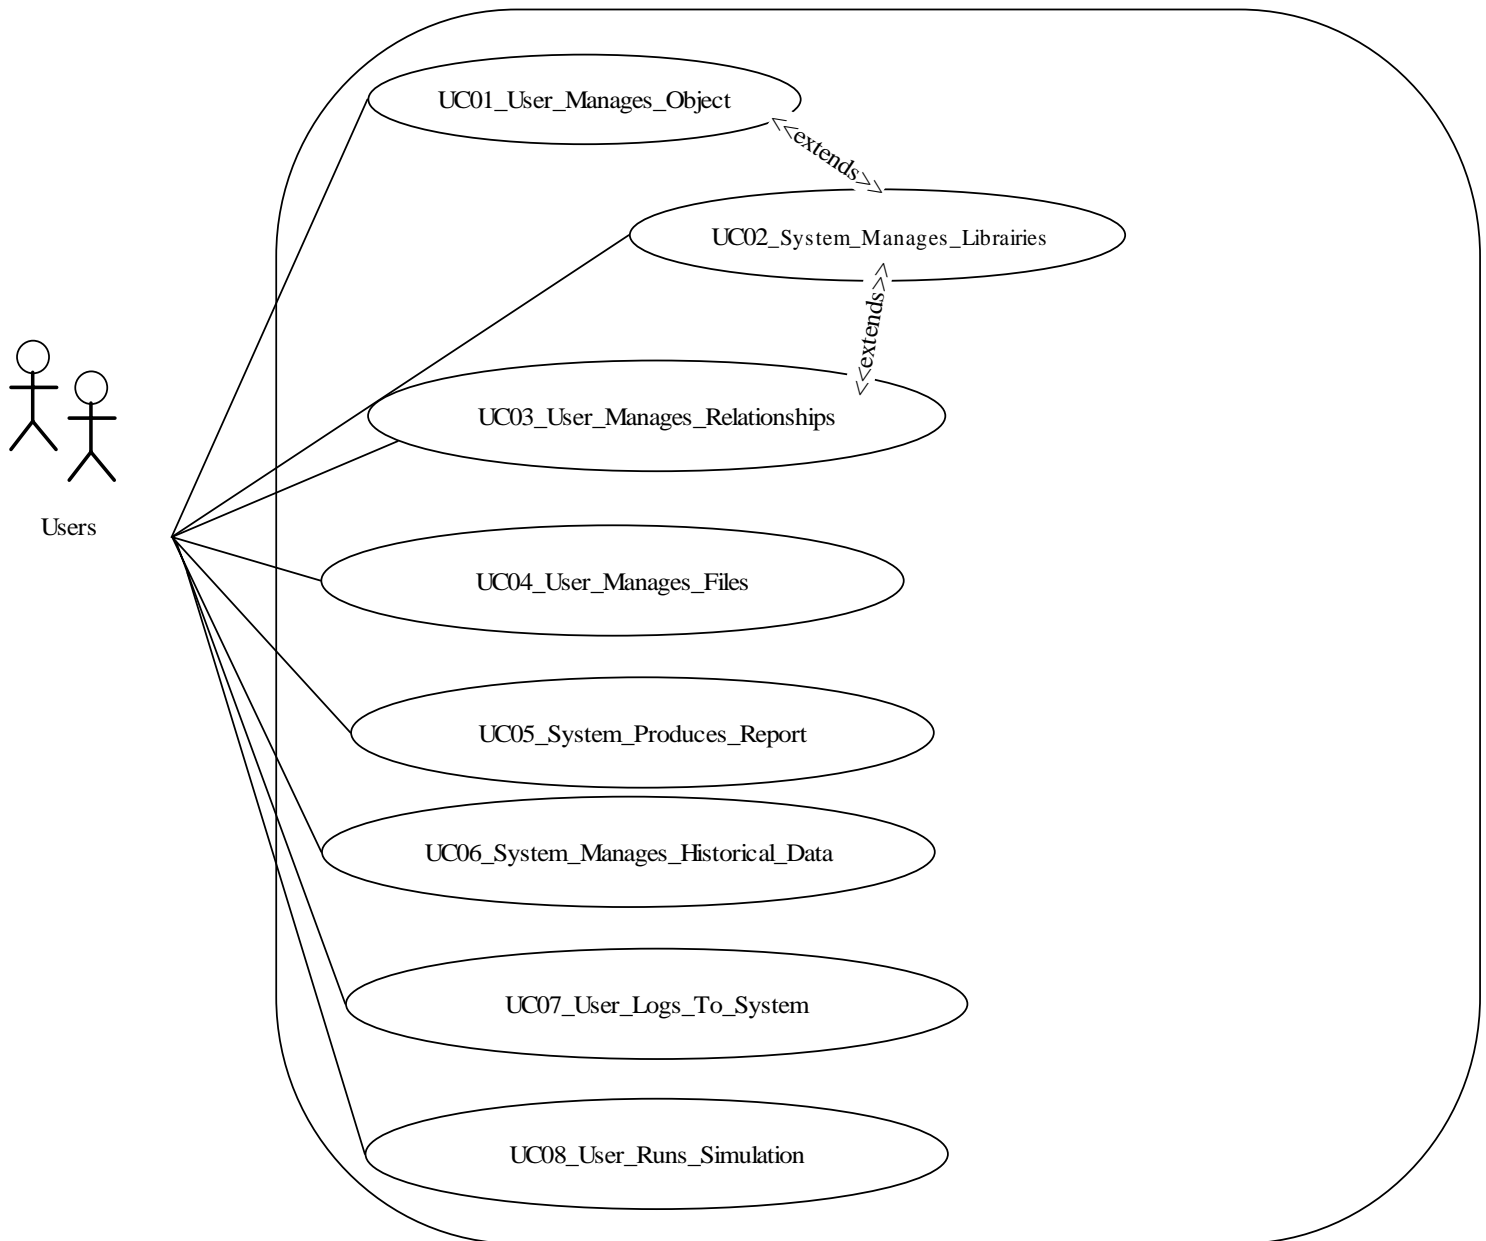 UC01_User_Manages_Object
<<extends>>
UC02_System_Manages_Librairies
<<extends>>
UC03_User_Manages_Relationships
Users
UC04_User_Manages_Files
UC05_System_Produces_Report
UC06_System_Manages_Historical_Data
UC07_User_Logs_To_System
UC08_User_Runs_Simulation